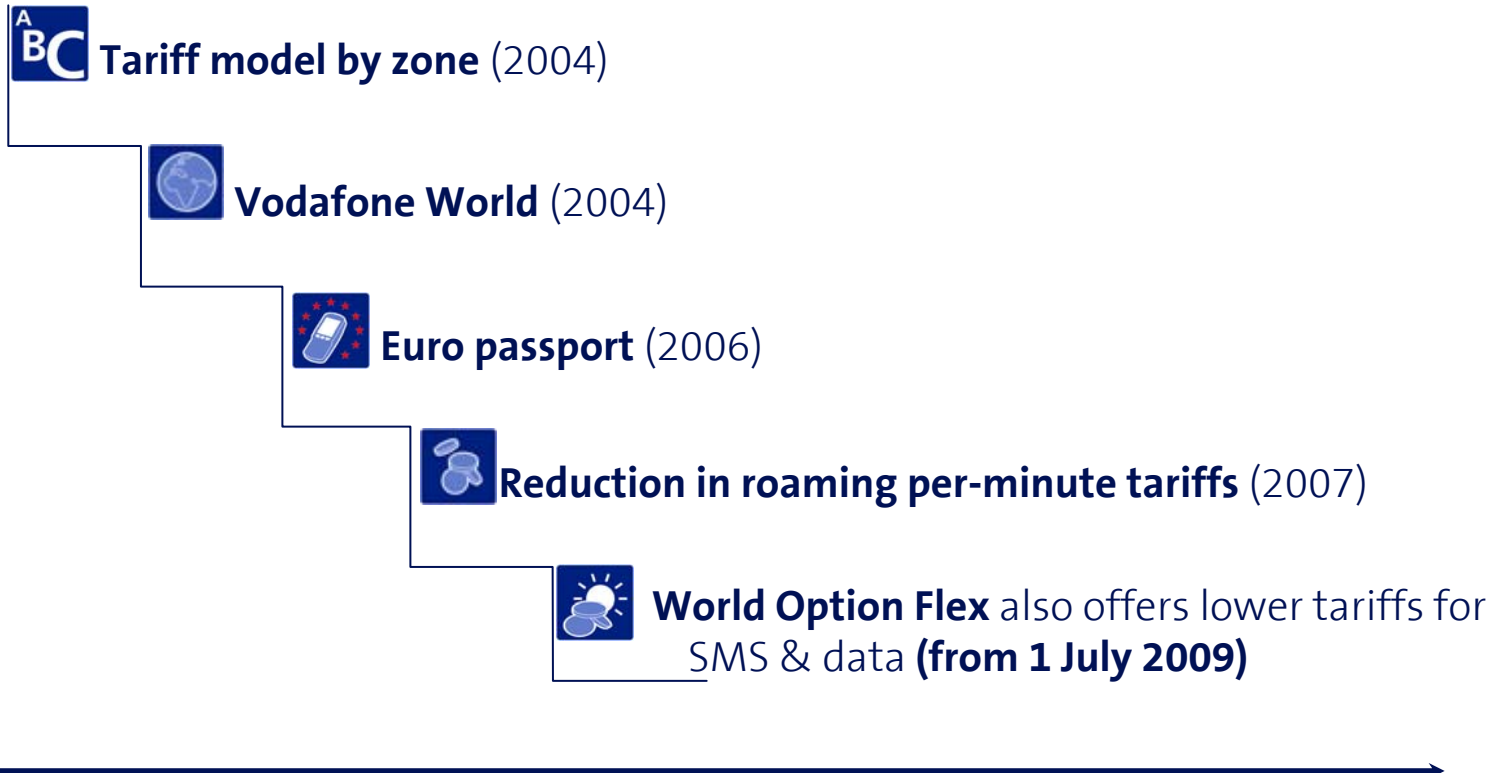 A
BC
Tariff model by zone (2004)
Vodafone World (2004)
Euro passport (2006)
Reduction in roaming per-minute tariffs (2007)
World Option Flex also offers lower tariffs for
SMS & data (from 1 July 2009)